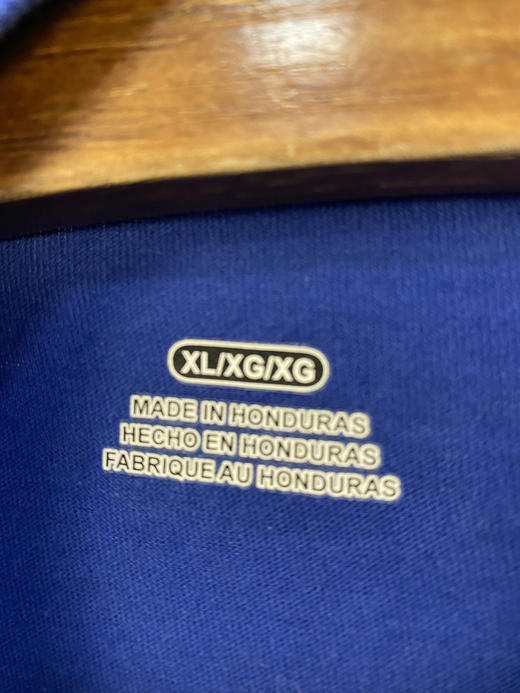 XL/XG/XG
MADE IN HONDURAS
HECHO EN HONDURAS
FABRIQUE AU HONDURAS